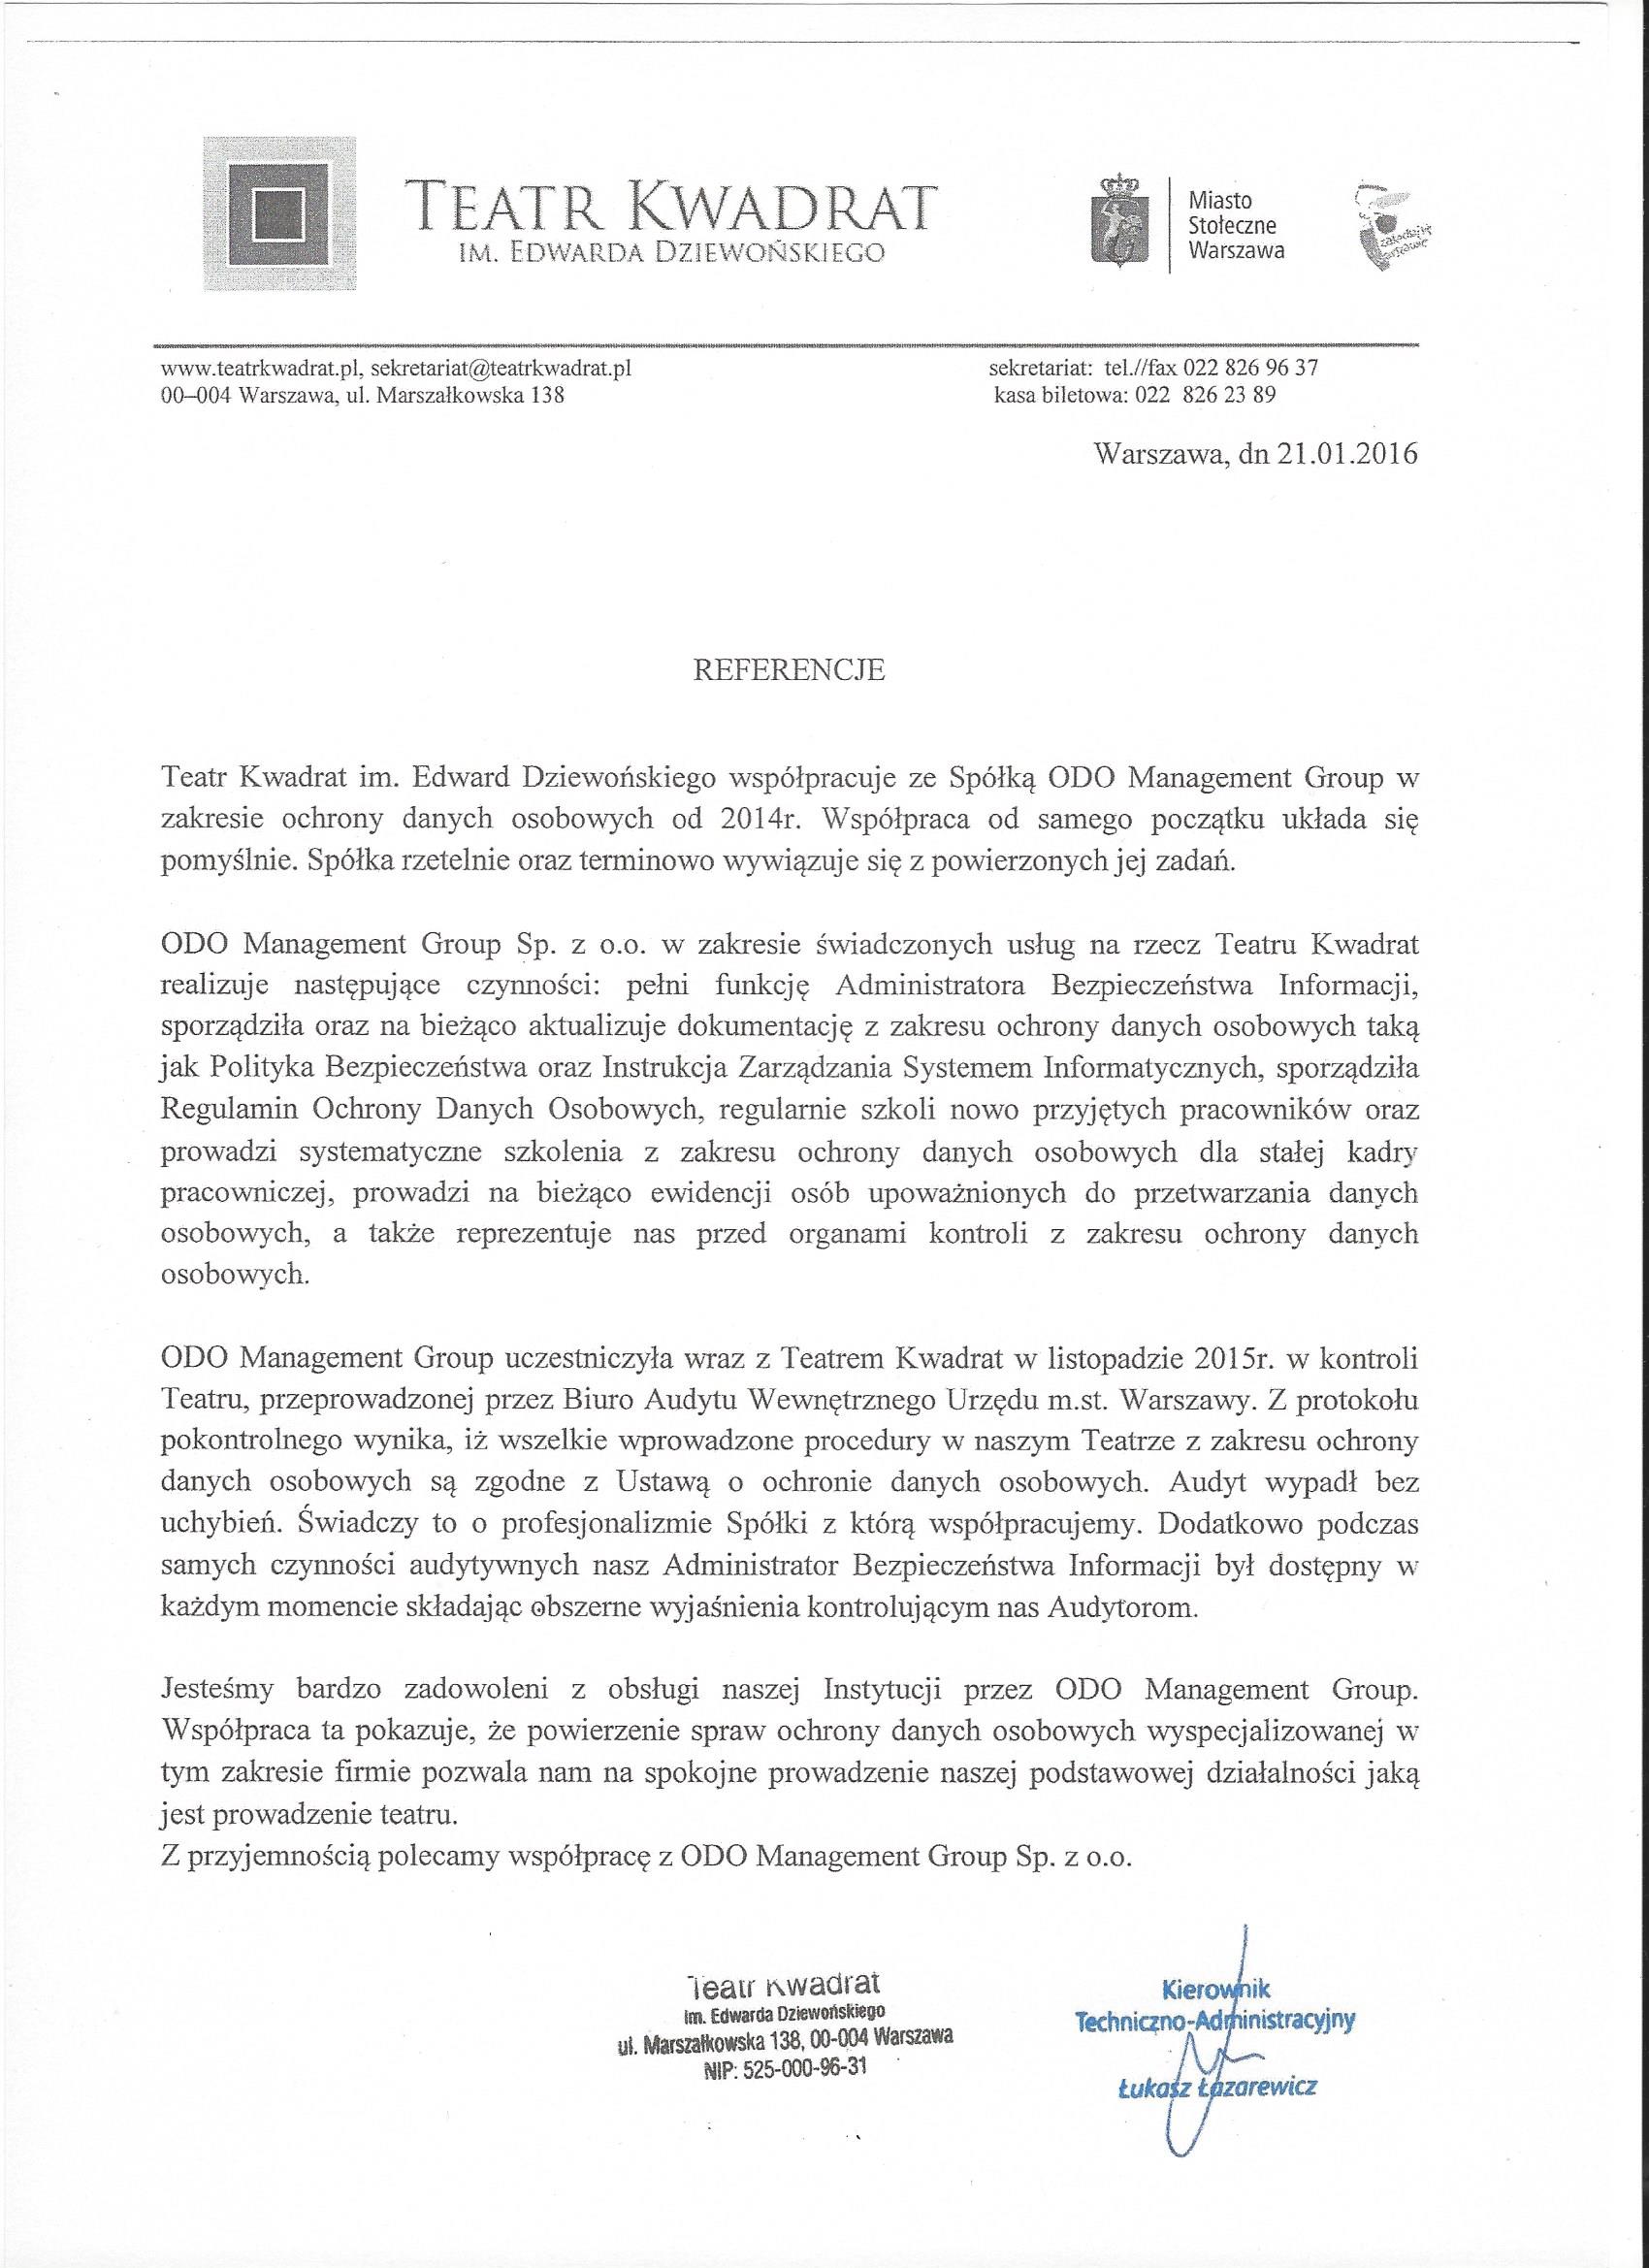 TEATR KWADRAT
IM. EDWARDA DZIEWOŃSKIEGO
Miasto
Stołeczne
Warszawa
www.teatrkwadrat.pl, sekretariat@teatrkwadrat.pl
00–004 Warszawa, ul. Marszałkowska 138
sekretariat: tel.//fax 022 826 96 37
kasa biletowa: 022 826 23 89
Warszawa, dn 21.01.2016
REFERENCJE
Teatr Kwadrat im. Edward Dziewońskiego współpracuje ze Spółką ODO Management Group w
zakresie ochrony danych osobowych od 2014r. Współpraca od samego początku układa się
pomyślnie. Spółka rzetelnie oraz terminowo wywiązuje się z powierzonych jej zadań.
ODO Management Group Sp. z o.o. w zakresie świadczonych usług na rzecz Teatru Kwadrat
realizuje następujące czynności: pełni funkcję Administratora Bezpieczeństwa Informacji,
sporządziła oraz na bieżąco aktualizuje dokumentację z zakresu ochrony danych osobowych taką
jak Polityka Bezpieczeństwa oraz Instrukcja Zarządzania Systemem Informatycznych, sporządziła
Regulamin Ochrony Danych Osobowych, regularnie szkoli nowo przyjętych pracowników oraz
prowadzi systematyczne szkolenia z zakresu ochrony danych osobowych dla stałej kadry
pracowniczej, prowadzi na bieżąco ewidencji osób upoważnionych do przetwarzania danych
osobowych, a także reprezentuje nas przed organami kontroli z zakresu ochrony danych
osobowych.
ODO Management Group uczestniczyła wraz z Teatrem Kwadrat w listopadzie 2015r. w kontroli
Teatru, przeprowadzonej przez Biuro Audytu Wewnętrznego Urzędu m.st. Warszawy. Z protokołu
pokontrolnego wynika, iż wszelkie wprowadzone procedury w naszym Teatrze z zakresu ochrony
danych osobowych są zgodne z Ustawą o ochronie danych osobowych. Audyt wypadł bez
uchybień. Świadczy to o profesjonalizmie Spółki z którą współpracujemy. Dodatkowo podczas
samych czynności audytywnych nasz Administrator Bezpieczeństwa Informacji był dostępny w
każdym momencie składając obszerne wyjaśnienia kontrolującym nas Audytorom.
Jesteśmy bardzo zadowoleni z obsługi naszej Instytucji przez ODO Management Group.
Współpraca ta pokazuje, że powierzenie spraw ochrony danych osobowych wyspecjalizowanej w
tym zakresie firmie pozwala nam na spokojne prowadzenie naszej podstawowej działalności jaką
jest prowadzenie teatru.
Z przyjemnością polecamy współpracę z ODO Management Group Sp. z o.o.
Teatr Kwadrat
im. Edwarda Dziewońskiego
ul. Marszałkowska 138, 00-004 Warszawa
NIP: 525-000-96-31
Kierownik
Techniczno-Administracyjny
Łukasz Łazarewicz